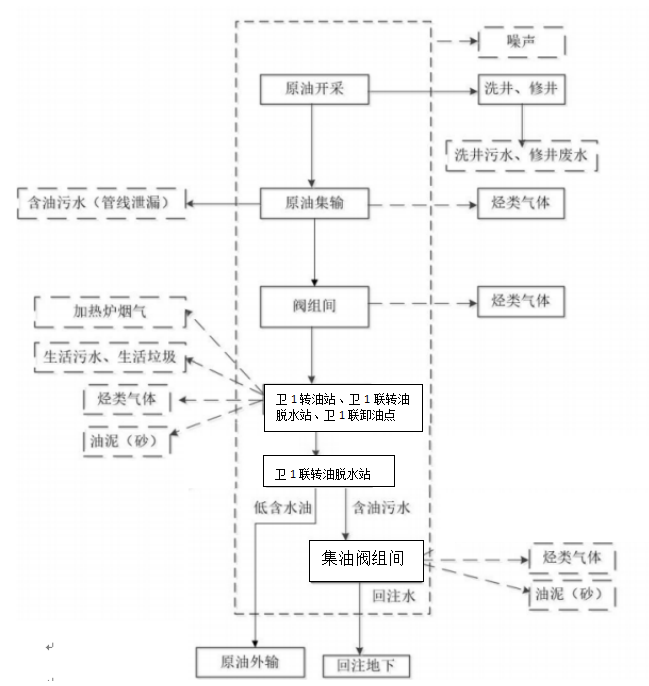 噪声
原油开采
洗井、修井
洗井污水、修井废水
含油污水（管线泄漏）
原油集输
烃类气体
阀组间
烃类气体
加热炉烟气
生活污水、生活垃圾
烃类气体
油泥（砂）
卫1转油站、卫1联转油
脱水站、卫1联卸油点
卫1联转油脱水站
低含水油
含油污水
集油阀组间
烃类气体
油泥（砂）
回注水
原油外输
回注地下